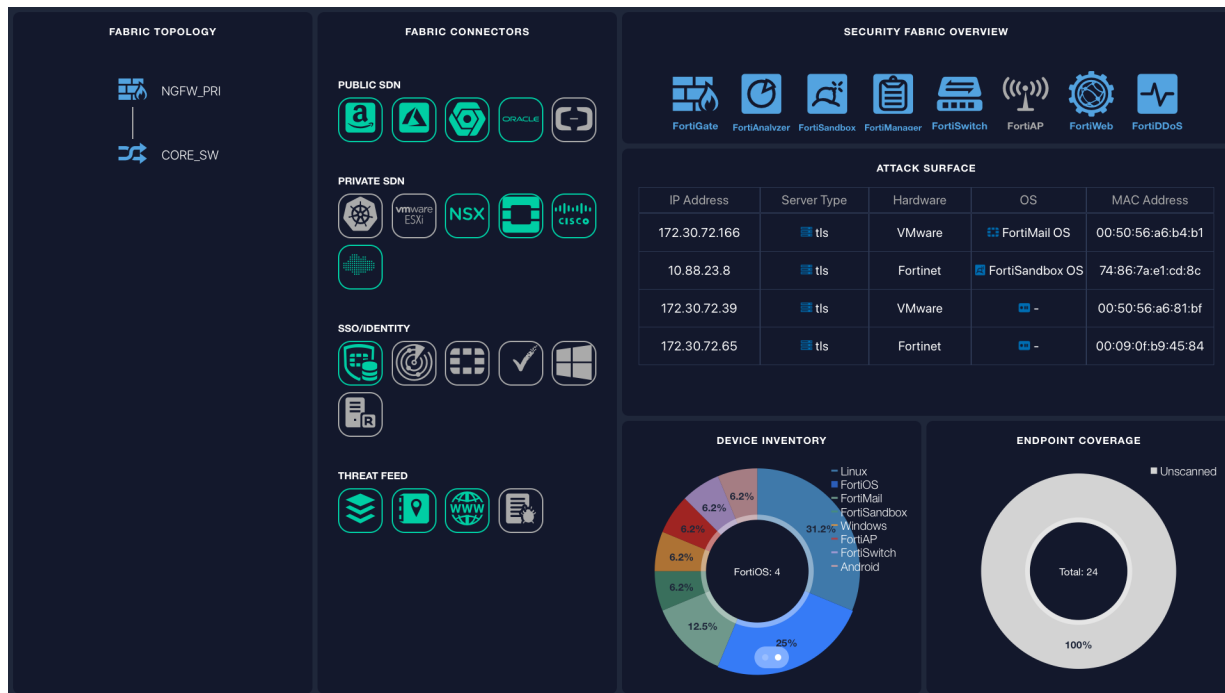 FABRIC TOPOLOGY
NGFW_PRI
CORE_SW
FABRIC CONNECTORS
PUBLIC SDN
a
ORACLE
PRIVATE SDN
vmware
ESXi
NSX
CISCO
SSO/IDENTITY
R
THREAT FEED
WWW
SECURITY FABRIC OVERVIEW
FortiGate FortiAnalyzer FortiSandbox FortiManager FortiSwitch FortiAP FortiWeb FortiDDoS
ATTACK SURFACE
IP Address Server Type Hardware OS MAC Address
172.30.72.166 tls VMware FortiMail OS 00:50:56:a6:b4:b1
10.88.23.8 tls Fortinet FortiSandbox OS 74:86:7a:e1:cd:8c
172.30.72.39 tls VMware - 00:50:56:a6:81:bf
172.30.72.65 tls Fortinet - 00:09:0f:b9:45:84
DEVICE INVENTORY
Linux
FortiOS
FortiMail
FortiSandbox
Windows
FortiAP
FortiSwitch
Android
6.2%
6.2%
6.2%
6.2%
6.2%
12.5%
25%
31.2%
FortiOS: 4
ENDPOINT COVERAGE
Unscanned
Total: 24
100%